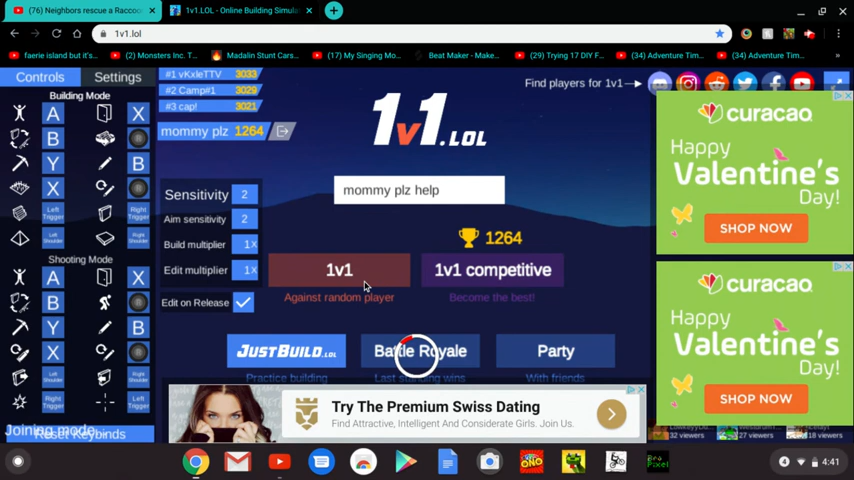 (76) Neighbors rescue a Raccoo
1v1.LOL - Online Building Simula
1v1.lol
faerie island but it's...
(2) Monsters Inc. T...
Madalin Stunt Cars...
(17) My Singing Mo...
Beat Maker - Make...
(29) Trying 17 DIY F...
(34) Adventure Tim...
(34) Adventure Tim...
Controls
Settings
Building Mode
A
X
B
Y
B
X
Left Trigger
Right Trigger
Left Shoulder
Right Shoulder
Shooting Mode
A
X
B
Y
B
X
Left Shoulder
Right Shoulder
Right Trigger
Left Trigger
Joining mode
Reset Keybinds
#1 vKxleTTV 3033
#2 Camp#1 3029
#3 cap! 3021
mommy plz 1264
Sensitivity 2
Aim sensitivity 2
Build multiplier 1X
Edit multiplier 1X
Edit on Release
1v1.LOL
Find players for 1v1
mommy plz help
1264
1v1
Against random player
1v1 competitive
Become the best!
JUSTBUILD.LOL
Practice building
Battle Royale
Last standing wins
Party
With friends
Try The Premium Swiss Dating
Find Attractive, Intelligent And Considerate Girls. Join Us.
curacao
Happy
Valentine's
Day!
SHOP NOW
curacao
Happy
Valentine's
Day!
SHOP NOW
32 viewers
27 viewers
18 viewers
4
4:41